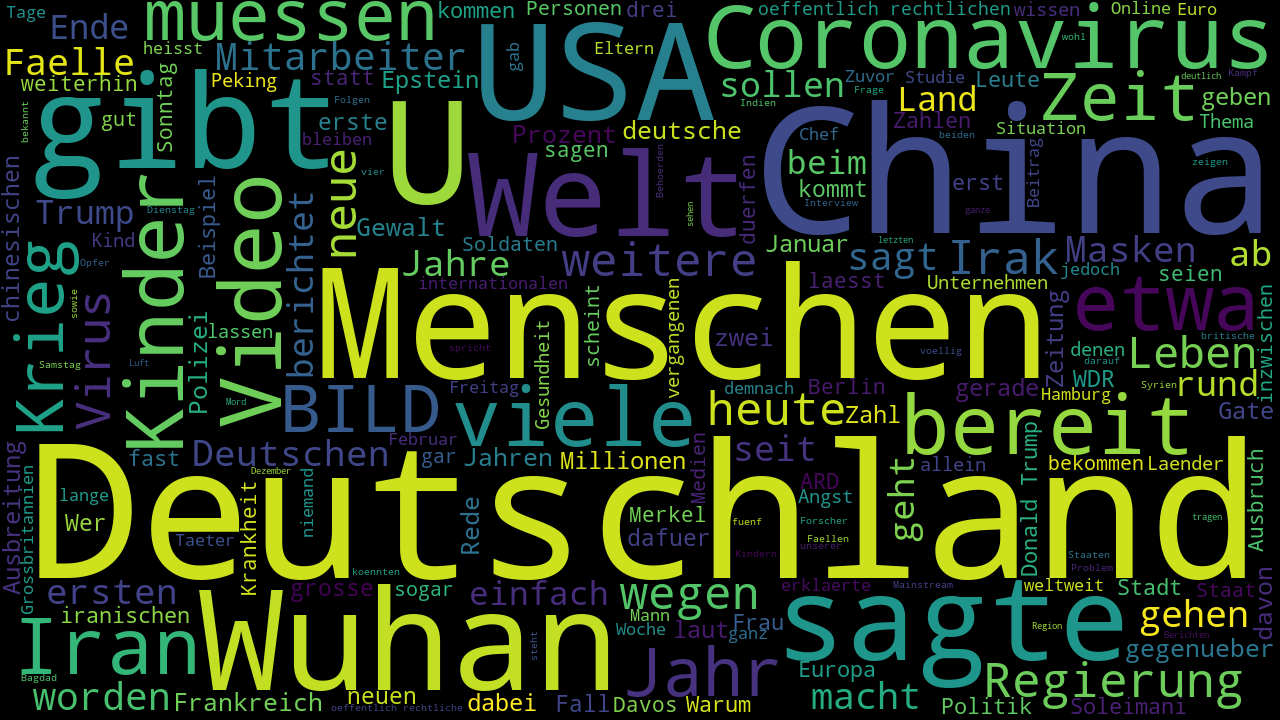 Tage
Ende
muessen
kommen
Personen
drei
oeffentlich rechtlichen
wissen
Online
Euro
Faelle
heisst
Mitarbeiter
gab
Eltern
USA
Coronavirus
wohl
deutlich
Kampf
weiterhin
Peking
statt
Epstein
sollen
Zuvor
Studie
Leute
Zeit
geben
bekannt
gibt
gut
sonntag
Folgen
erste
U
Prozent
deutsche
Indien
Frage
Land
Zahlen
Situation
Thema
bleiben
sagen
Chef
beiden
China
vier
neue
Welt
Behoerden
duerfen
beim
kommt
Interview
erst
Beitrag
zeigen
chinesischen
Trump
Dienstag
Kinder
Beispiel
Video
berichtet
Gewalt
Soldaten
sehen
ganze
Krieg
Kind
Opfer
Jahre
weitere
Januar
letzten
sagt
Irak
Masken
ab
sowie
Virus
internationalen
laesst
Unternehmen
jedoch
seien
Menschen
scheint
vergangenen
etwa
Polizei
lassen
Gesundheit
zwei
spricht
voellig
Zeitung
britische
darauf
denen
Leben
inzwischen
Samstag
Luft
BILD
Freitag
demnach
Berlin
gerade
WDR
Syrien
rund
Hamburg
Mord
viele
heute
Zahl
bereit
Gate
Ausbreitung
fast
Deutschen
Februar
gar
Jahren
Millionen
Medien
seit
geht
allein
Donald Trump
bekommen
Laender
Ausbruch
Grossbritannien
Dezember
niemand
ARD
Angst
Deutschland
lange
Wer
Taeter
Krankheit
Rede
Merkel
dafuer
fuenf
Forscher
Faellen
unserer
Kindern
tragen
Staaten
Problem
koennten
ersten
grosse
sogar
einfach
wegen
erklaerte
Mainstream
weltweit
Stadt
Staat
davon
iranischen
Wuhan
Mann
Frau
sagte
gehen
Iran
steht
Woche
laut
ganz
Region
Berichten
gegenueber
Bagdad
Jahr
Europa
Regierung
worden
Frankreich
neuen
oeffentlich rechtliche
dabei
Fall
Davos
Warum
macht
Politik
Soleimani